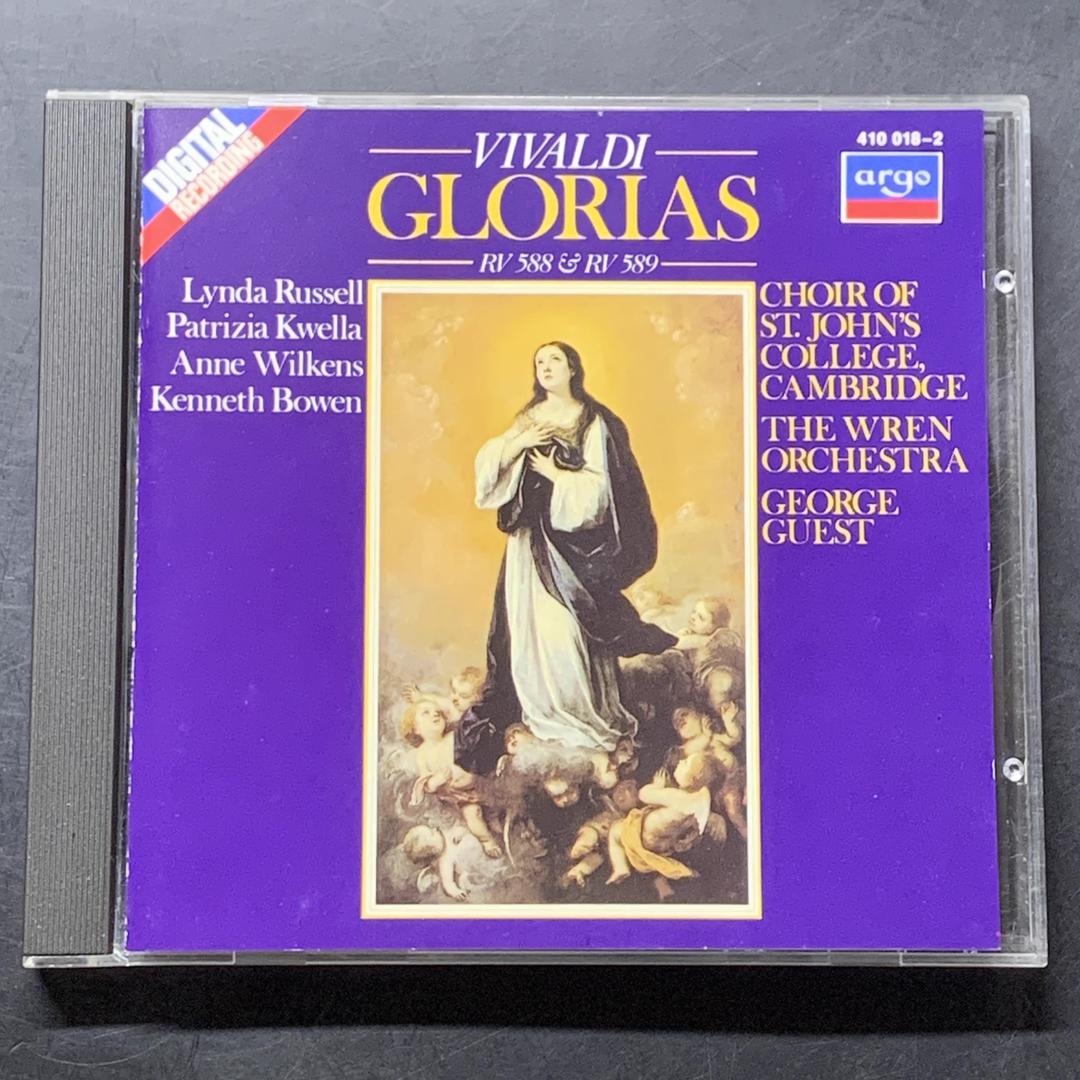 DIGITAL
RECORDING
VIVALDI
GLORIAS
RV 588 & RV 589
410 018-2
argo
Lynda Russell
Patrizia Kwella
Anne Wilkens
Kenneth Bowen
CHOIR OF
ST. JOHN'S
COLLEGE,
CAMBRIDGE
THE WREN
ORCHESTRA
GEORGE
GUEST